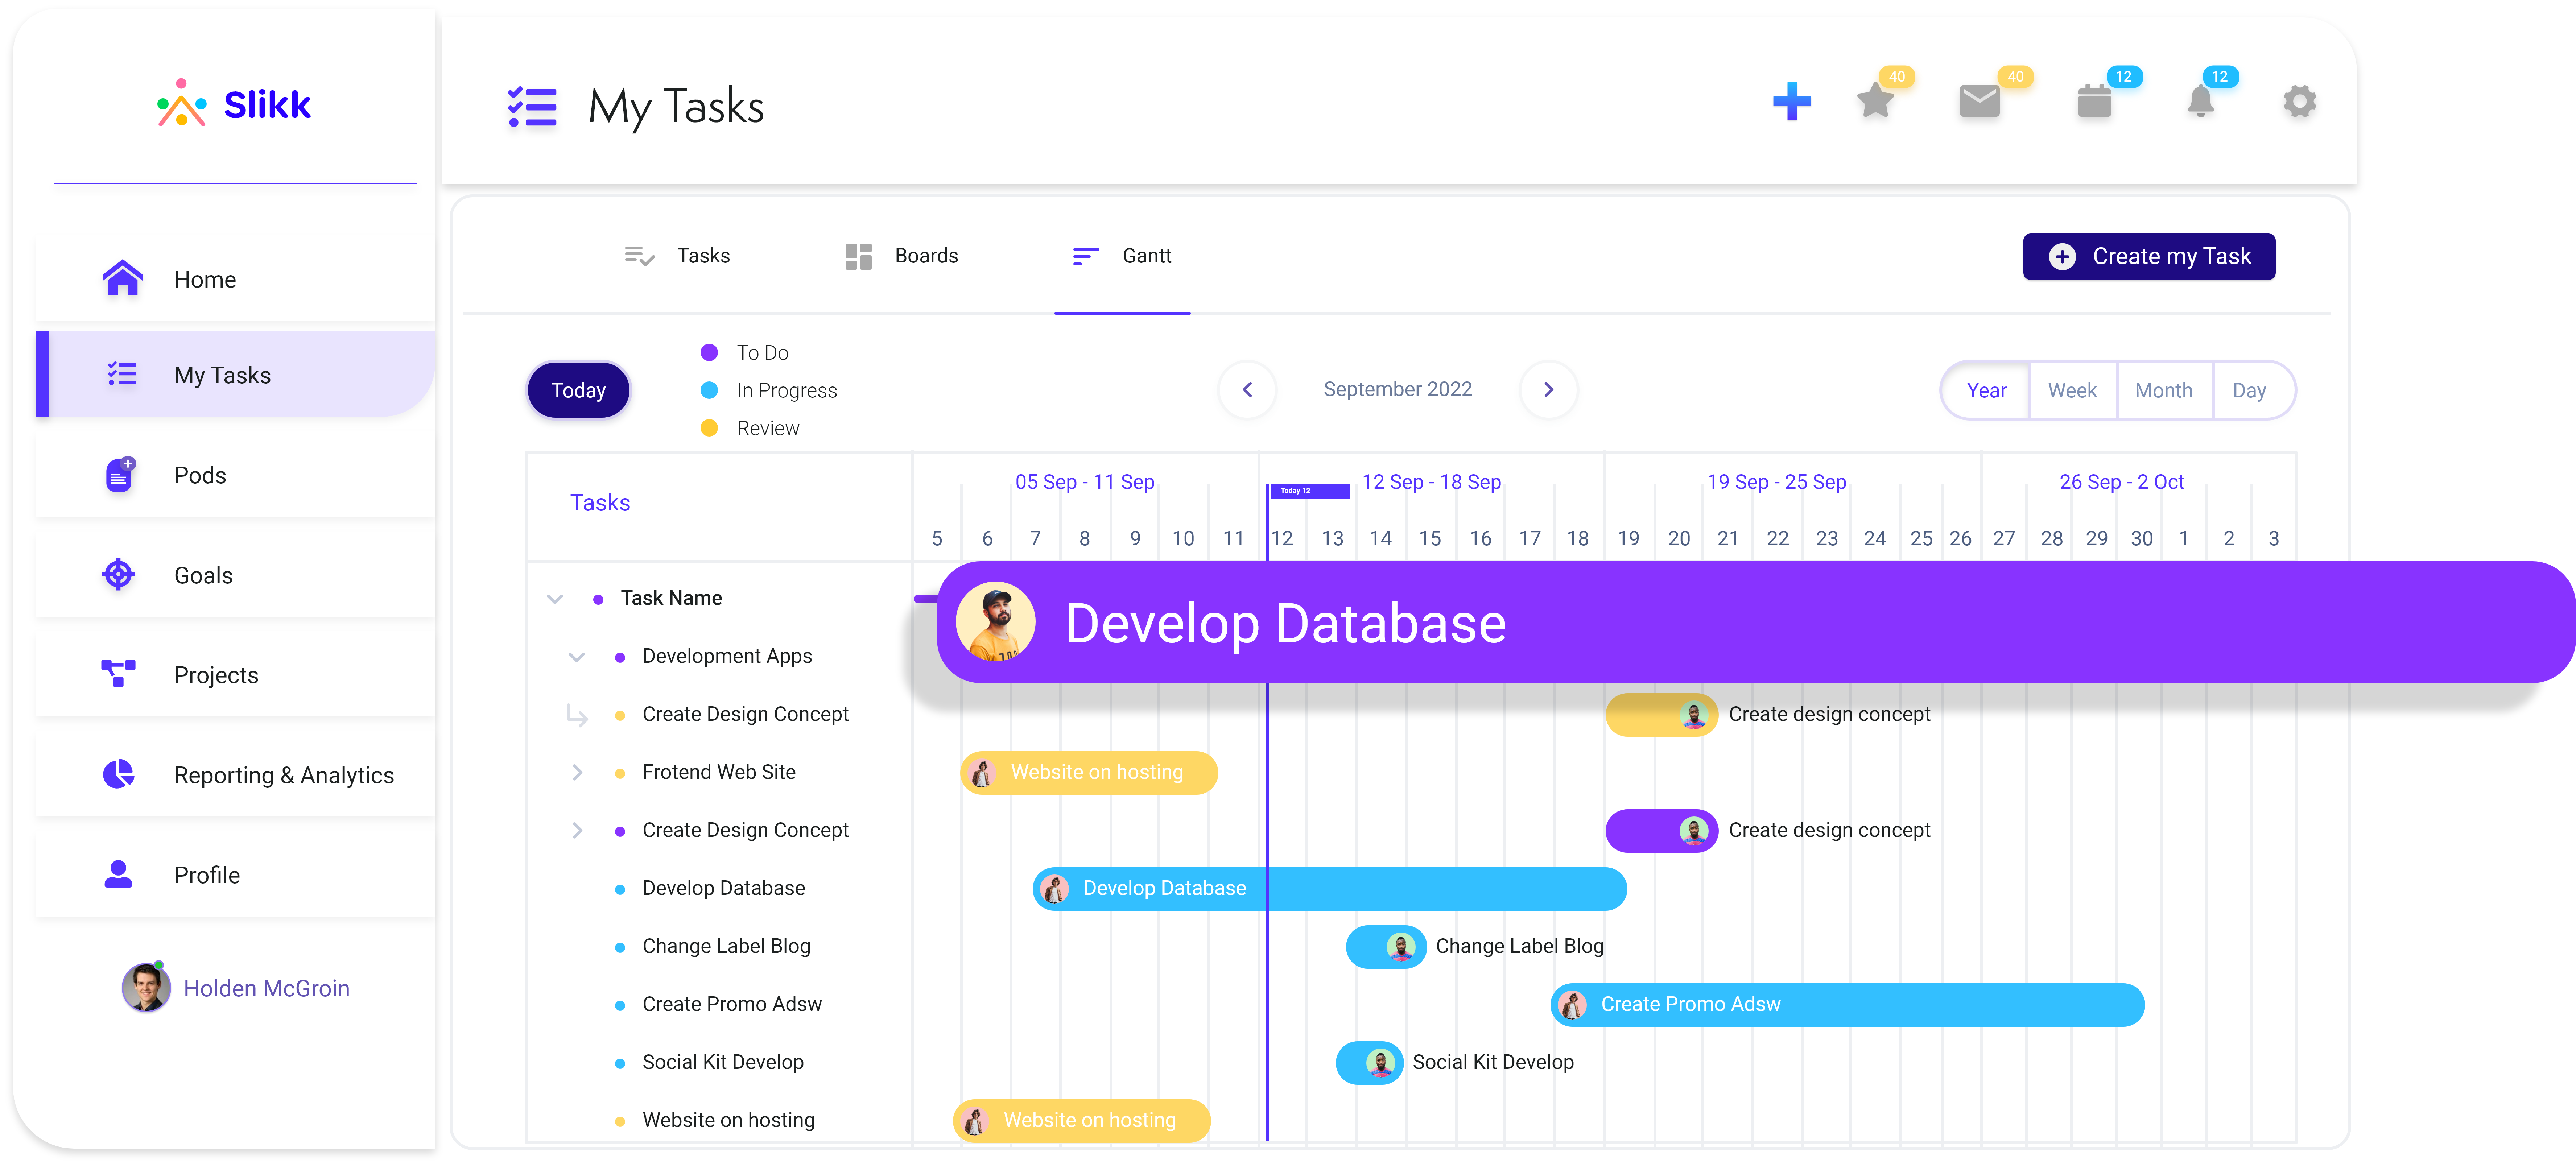 Slikk
My Tasks
40
40
12
12
Home
My Tasks
Pods
Goals
Projects
Reporting & Analytics
Profile
Holden McGroin
Tasks
Boards
Gantt
Create my Task
Today
To Do
In Progress
Review
September 2022
Year Week Month Day
Tasks
05 Sep - 11 Sep
12 Sep - 18 Sep
19 Sep - 25 Sep
26 Sep - 2 Oct
Today 12
5 6 7 8 9 10 11 12 13 14 15 16 17 18 19 20 21 22 23 24 25 26 27 28 29 30 1 2 3
Task Name
Develop Database
Development Apps
Create Design Concept
Create design concept
Frotend Web Site
Website on hosting
Create Design Concept
Create design concept
Develop Database
Develop Database
Change Label Blog
Change Label Blog
Create Promo Adsw
Create Promo Adsw
Social Kit Develop
Social Kit Develop
Website on hosting
Website on hosting